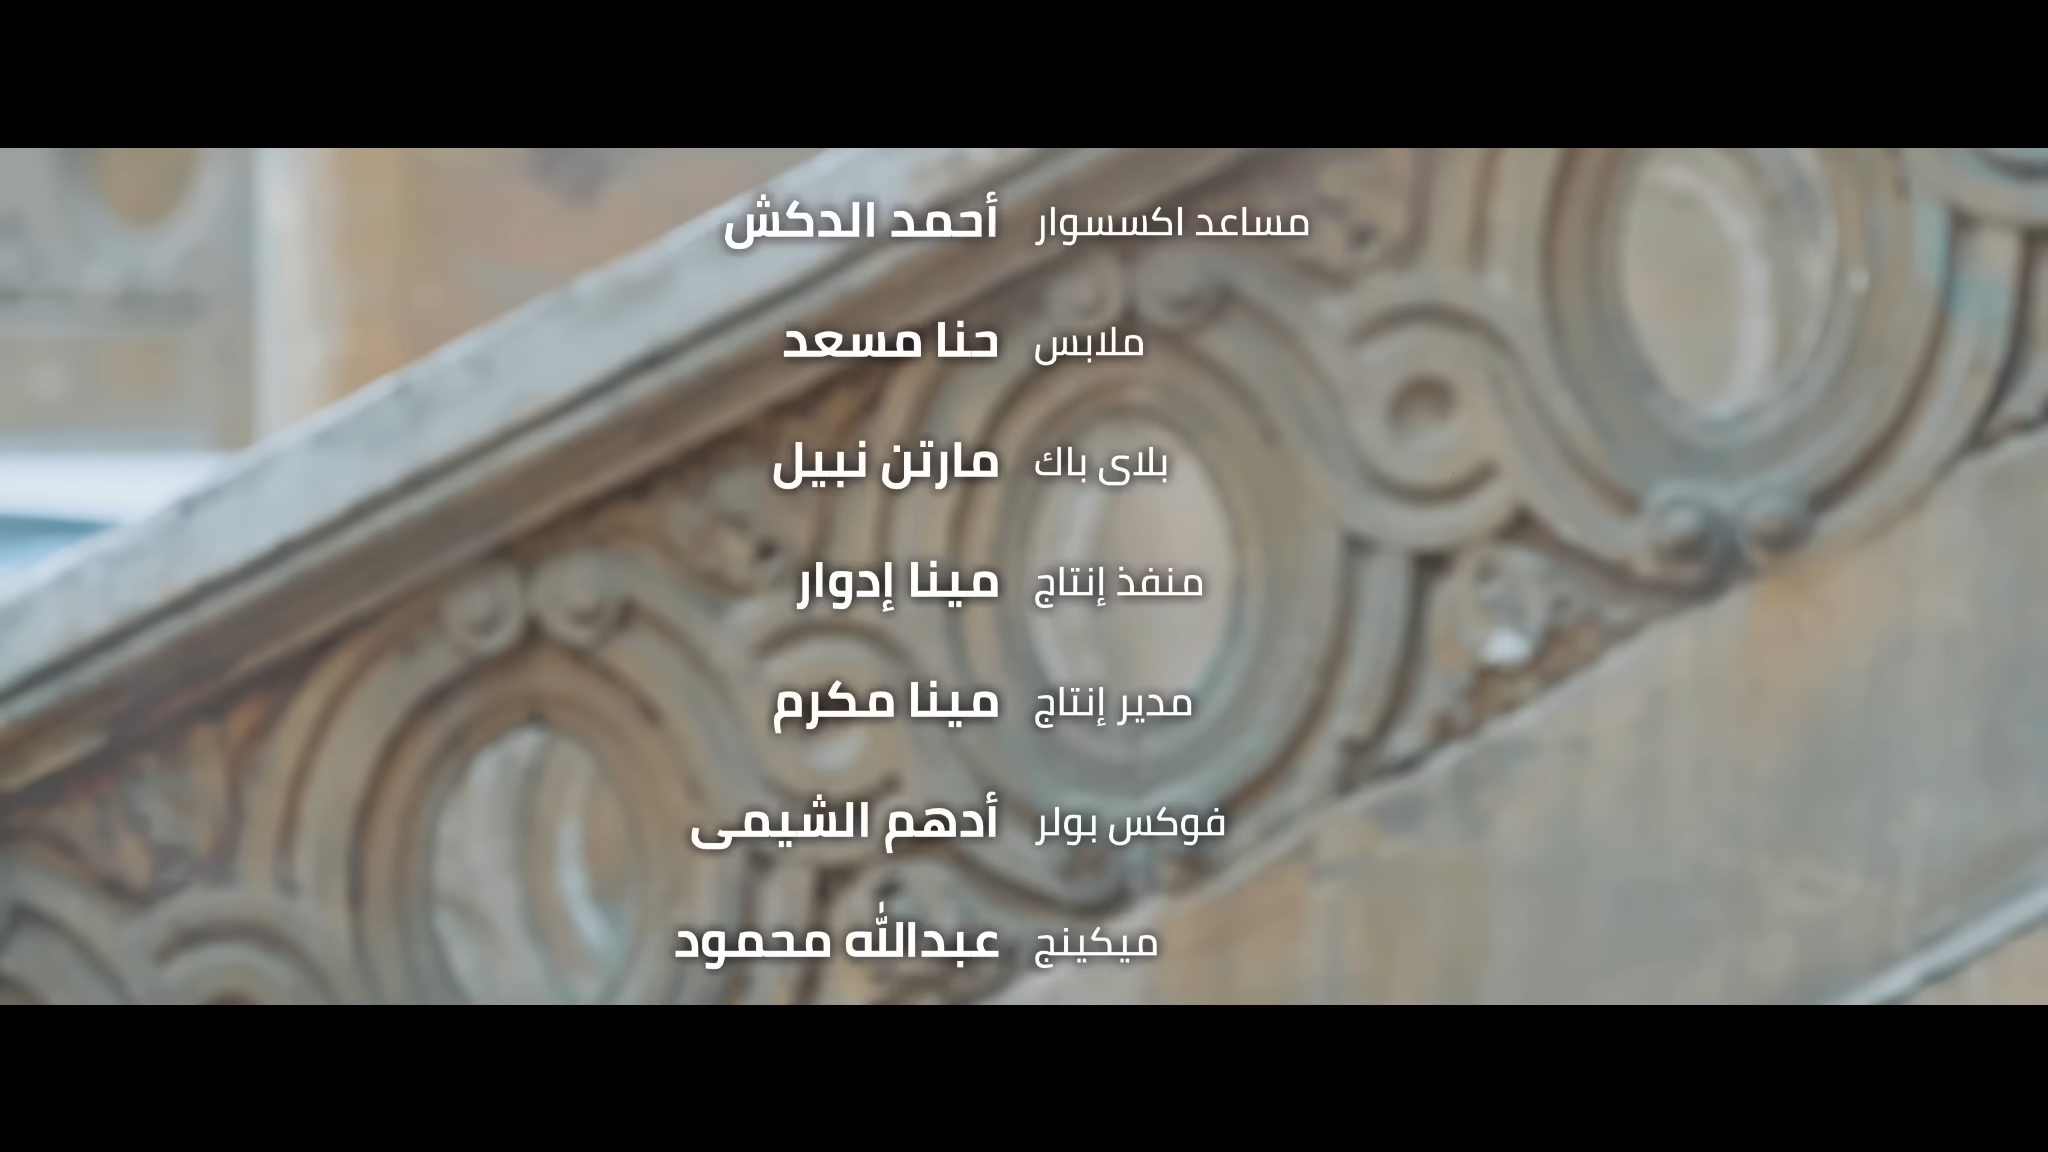 مساعد اكسسوار أحمد الدكش
ملابس حنا مسعد
بلاى باك مارتن نبيل
منفذ إنتاج مينا إدوار
مدير إنتاج مينا مكرم
فوكس بولر أدهم الشيمى
ميكينج عبدالله محمود